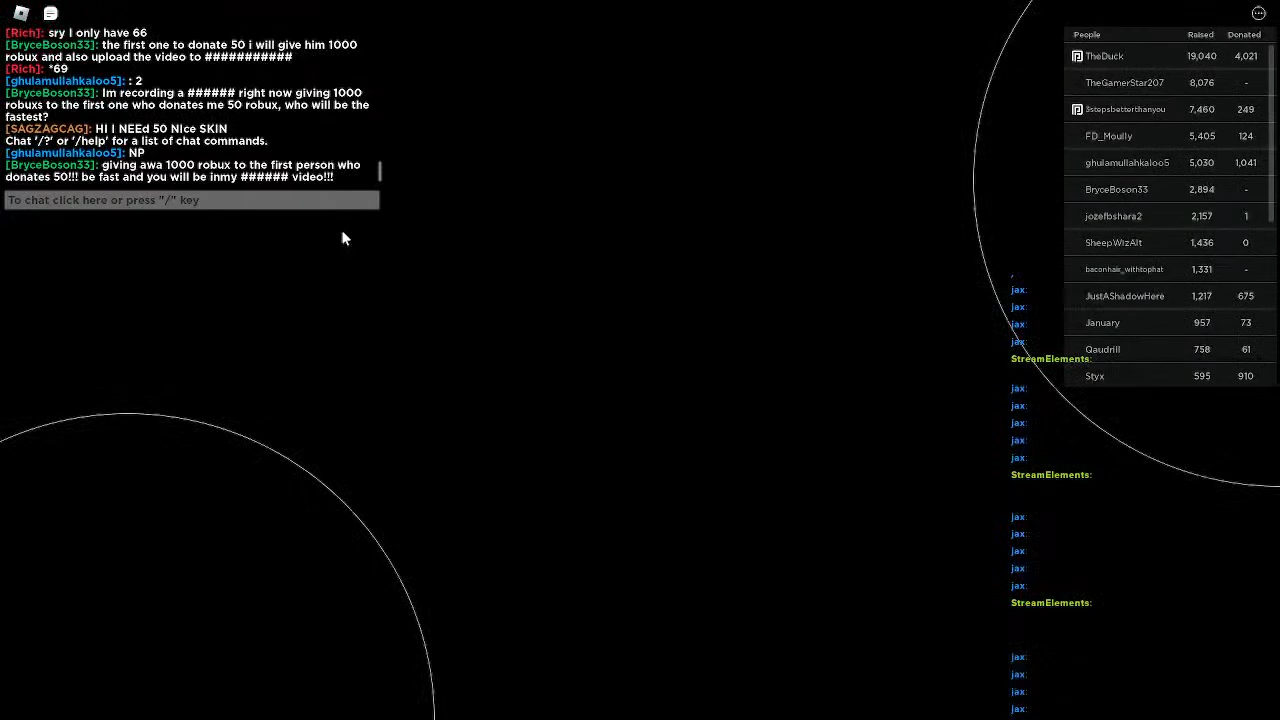 [Rich]: sry I only have 66
[BryceBoson33]: the first one to donate 50 i will give him 1000
robux and also upload the video to ###########
[Rich]: *69
[ghulamullahkaloo5]: : 2
[BryceBoson33]: Im recording a ###### right now giving 1000
robuxs to the first one who donates me 50 robux, who will be the
fastest?
[SAGZAGCAG]: HI I NEEd 50 NIce SKIN
Chat '/?' or '/help' for a list of chat commands.
[ghulamullahkaloo5]: NP
[BryceBoson33]: giving awa 1000 robux to the first person who
donates 50!!! be fast and you will be inmy ###### video!!!
To chat click here or press "/" key
People Raised Donated
TheDuck 19,040 4,021
TheGamerStar207 8,076 -
3stepsbetterthanyou 7,460 249
FD_Moully 5,405 124
ghulamullahkaloo5 5,030 1,041
BryceBoson33 2,894 -
jozefbshara2 2,157 1
SheepWizAlt 1,436 0
baconhair_withtophat 1,331 -
JustAShadowHere 1,217 675
January 957 73
Qaudrill 758 61
Styx 595 910
,
jax:
jax:
jax:
jax:
StreamElements:
jax:
jax:
jax:
jax:
jax:
StreamElements:
jax:
jax:
jax:
jax:
jax:
StreamElements:
jax:
jax:
jax:
jax: